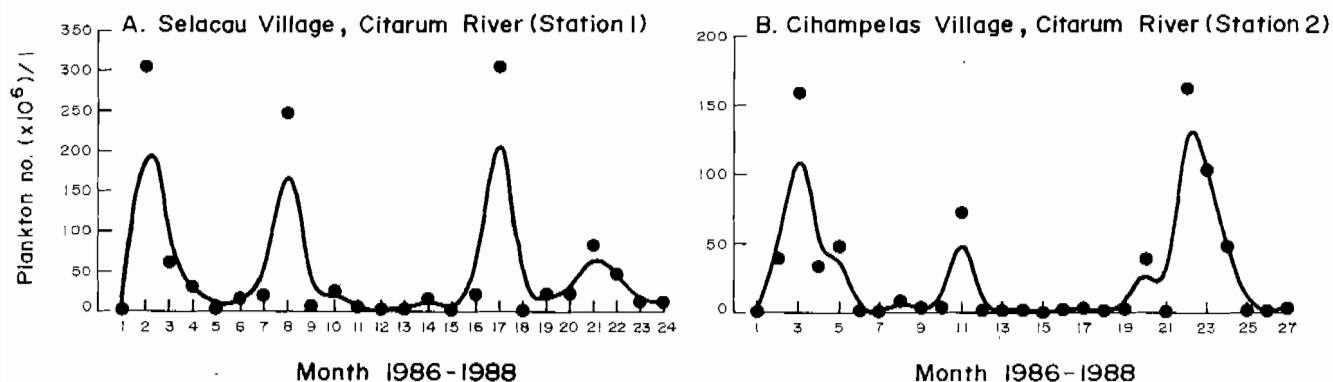 A. Selacau Village, Citarum River (Station 1)
350
300
250
200
150
100
50
0
Plankton no. (x10⁶)/l
1 2 3 4 5 6 7 8 9 10 11 12 13 14 15 16 17 18 19 20 21 22 23 24
Month 1986-1988
B. Cihampelas Village, Citarum River (Station 2)
200
150
100
50
0
1 3 5 7 9 11 13 15 17 19 21 23 25 27
Month 1986-1988